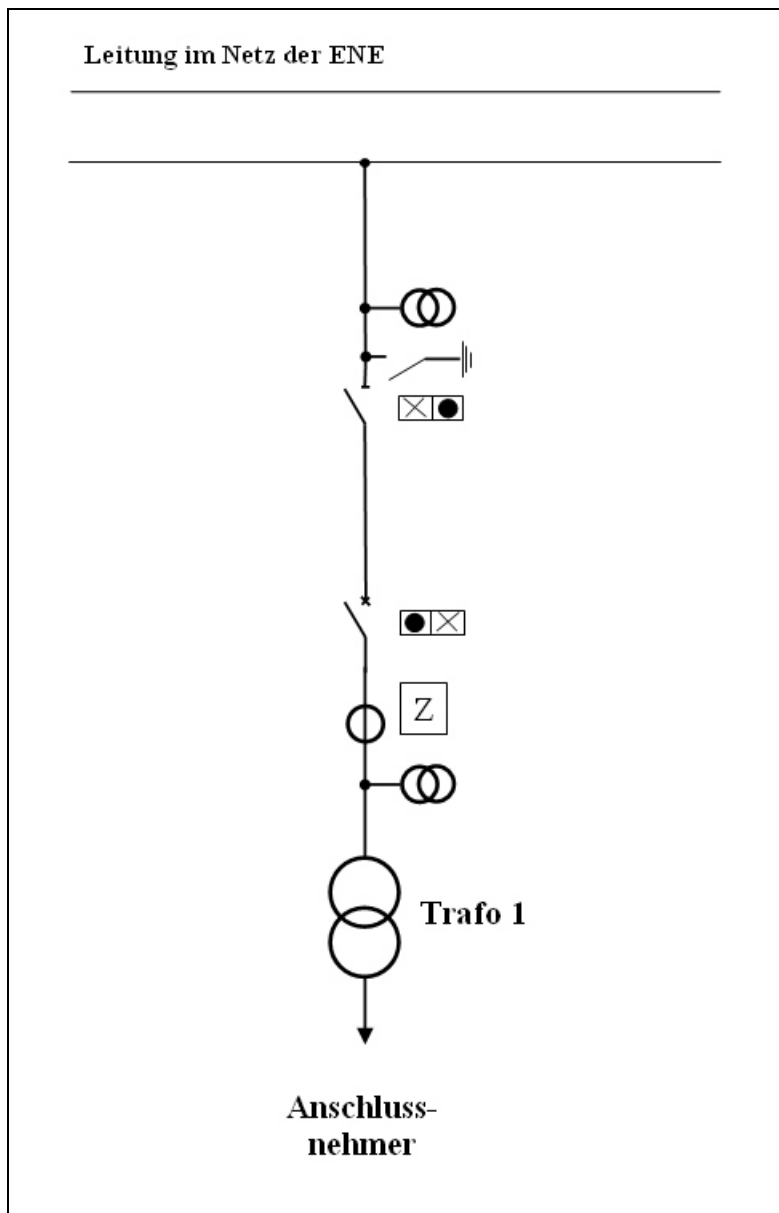 Leitung im Netz der ENE
Z
Trafo 1
Anschluss-
nehmer